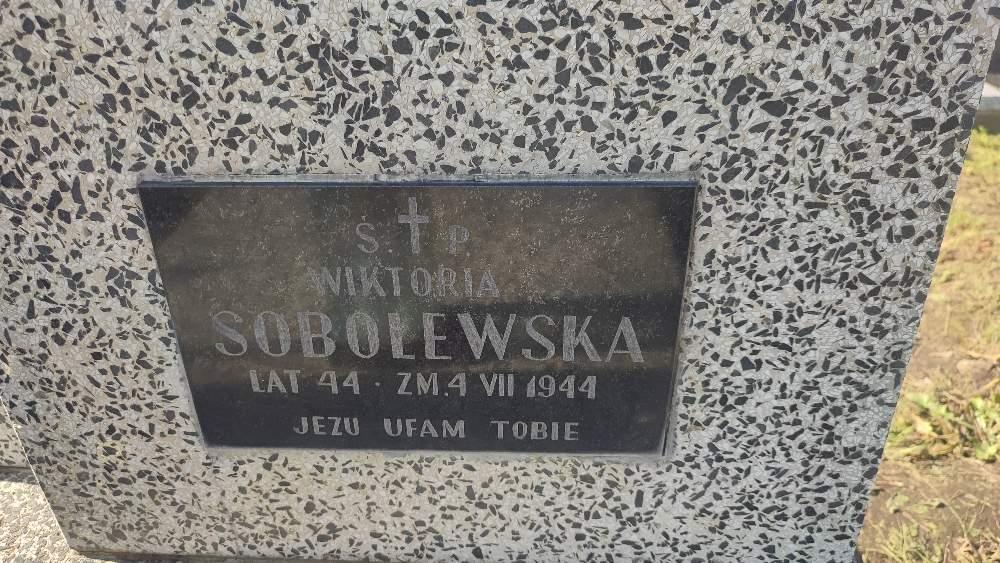 Ś. † P.
WIKTORIA
SOBOLEWSKA
LAT 44 · ZM. 4 VII 1944
JEZU UFAM TOBIE